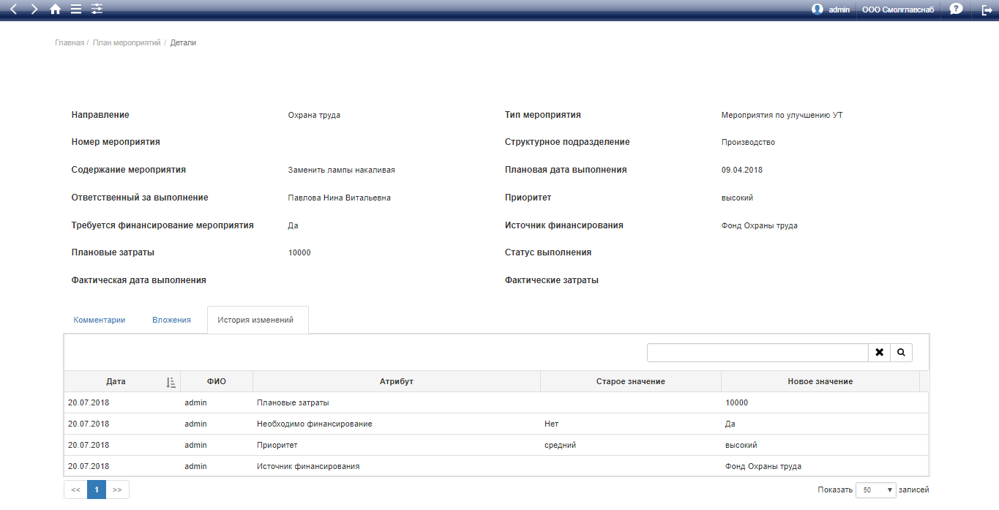 admin ООО Смолглавснаб ?
Главная / План мероприятий / Детали
Направление Охрана труда Тип мероприятия Мероприятия по улучшению УТ
Номер мероприятия Структурное подразделение Производство
Содержание мероприятия Заменить лампы накаливая Плановая дата выполнения 09.04.2018
Ответственный за выполнение Павлова Нина Витальевна Приоритет высокий
Требуется финансирование мероприятия Да Источник финансирования Фонд Охраны труда
Плановые затраты 10000 Статус выполнения
Фактическая дата выполнения Фактические затраты
Комментарии Вложения История изменений
Дата ФИО Атрибут Старое значение Новое значение
20.07.2018 admin Плановые затраты 10000
20.07.2018 admin Необходимо финансирование Нет Да
20.07.2018 admin Приоритет средний высокий
20.07.2018 admin Источник финансирования Фонд Охраны труда
<< 1 >> Показать 50 записей